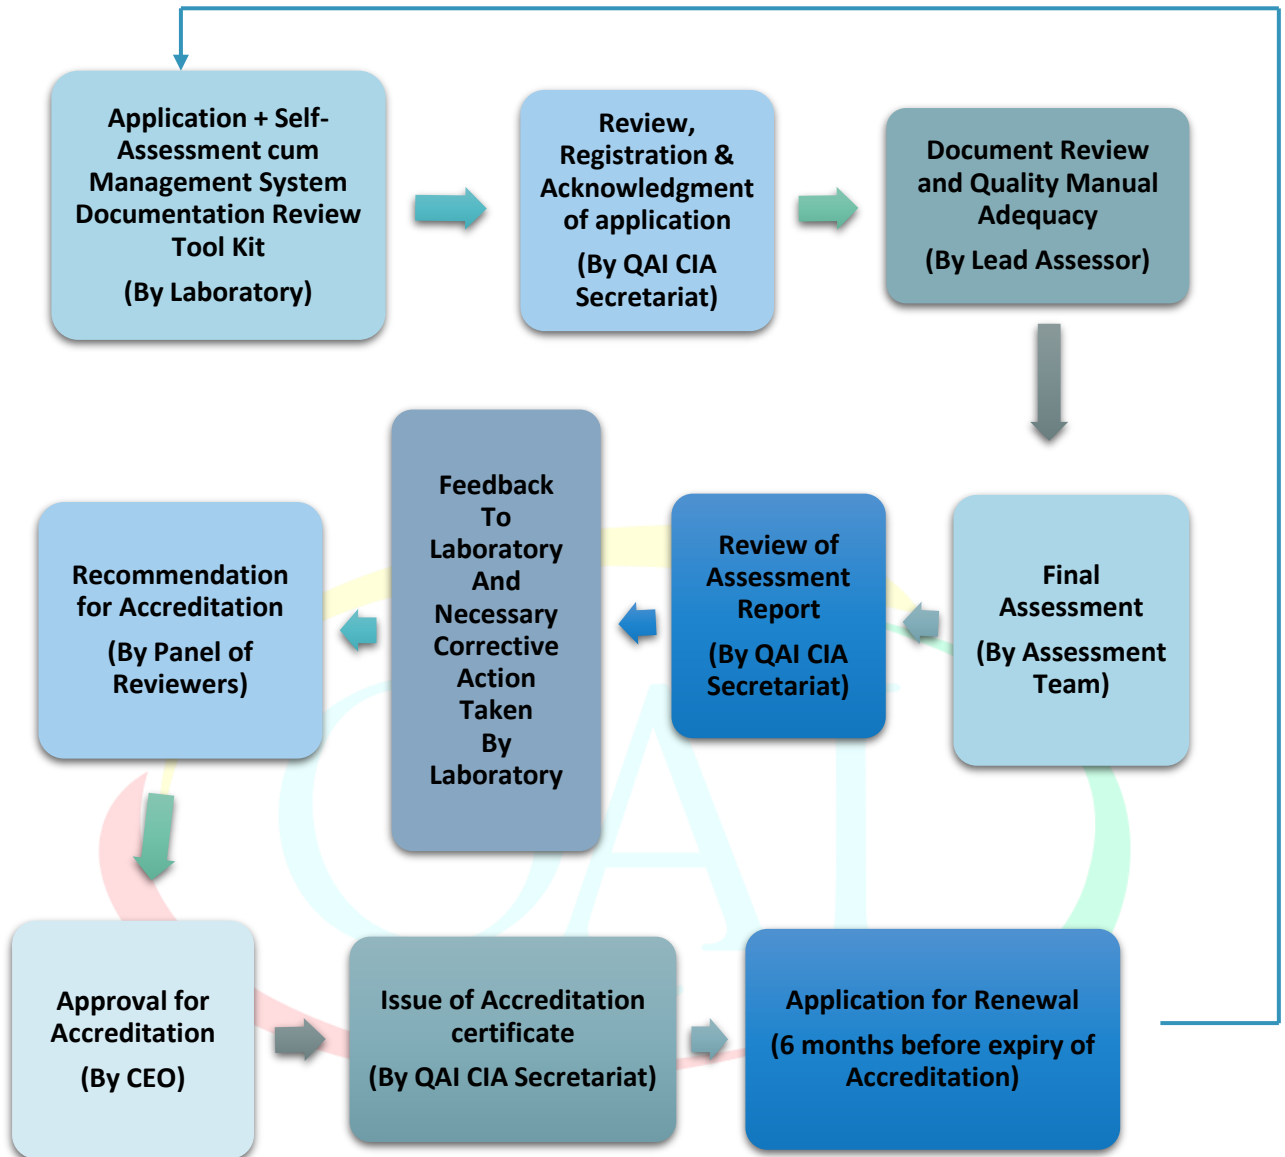 Application + Self-
Assessment cum
Management System
Documentation Review
Tool Kit
(By Laboratory)
Review,
Registration &
Acknowledgment
of application
(By QAI CIA
Secretariat)
Document Review
and Quality Manual
Adequacy
(By Lead Assessor)
Final
Assessment
(By Assessment
Team)
Review of
Assessment
Report
(By QAI CIA
Secretariat)
Feedback
To
Laboratory
And
Necessary
Corrective
Action
Taken
By
Laboratory
Recommendation
for Accreditation
(By Panel of
Reviewers)
Approval for
Accreditation
(By CEO)
Issue of Accreditation
certificate
(By QAI CIA Secretariat)
Application for Renewal
(6 months before expiry of
Accreditation)
QAI